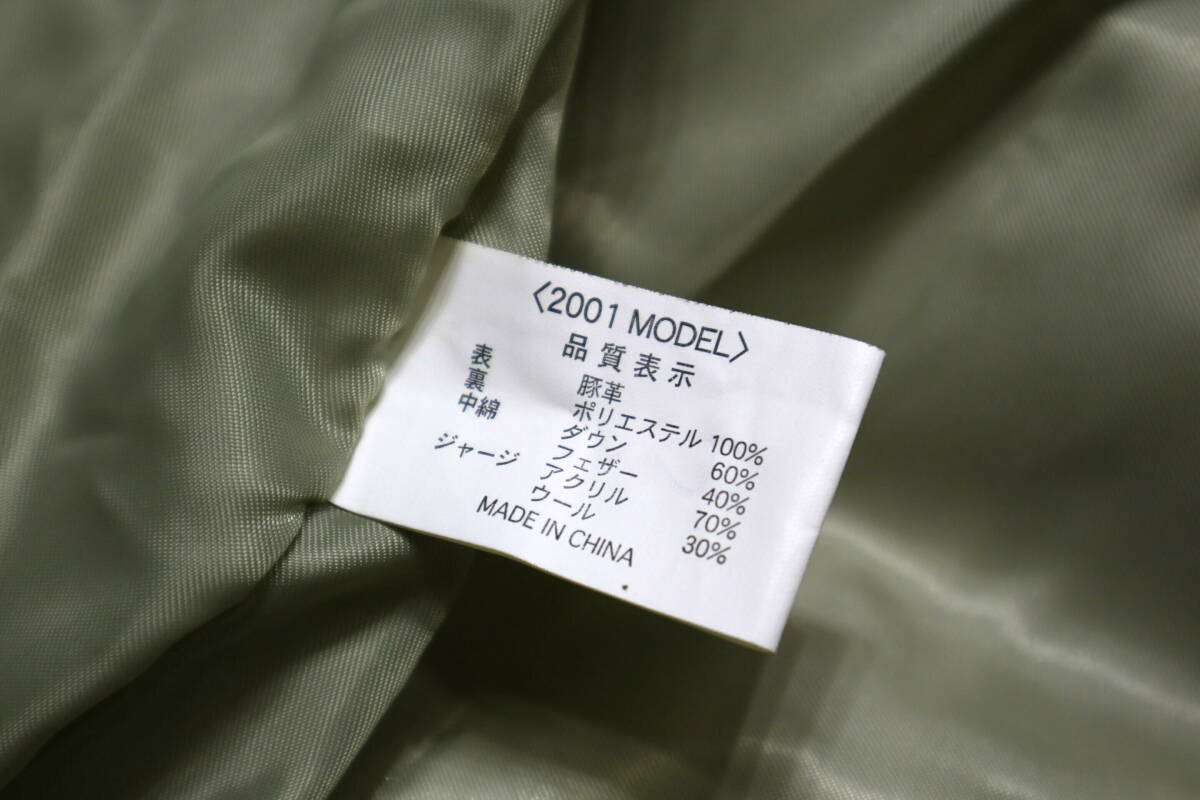 〈2001 MODEL〉
品質表示
表 豚革
裏 ポリエステル 100%
中綿 ダウン 60%
フェザー 40%
ジャージ アクリル 70%
ウール 30%
MADE IN CHINA